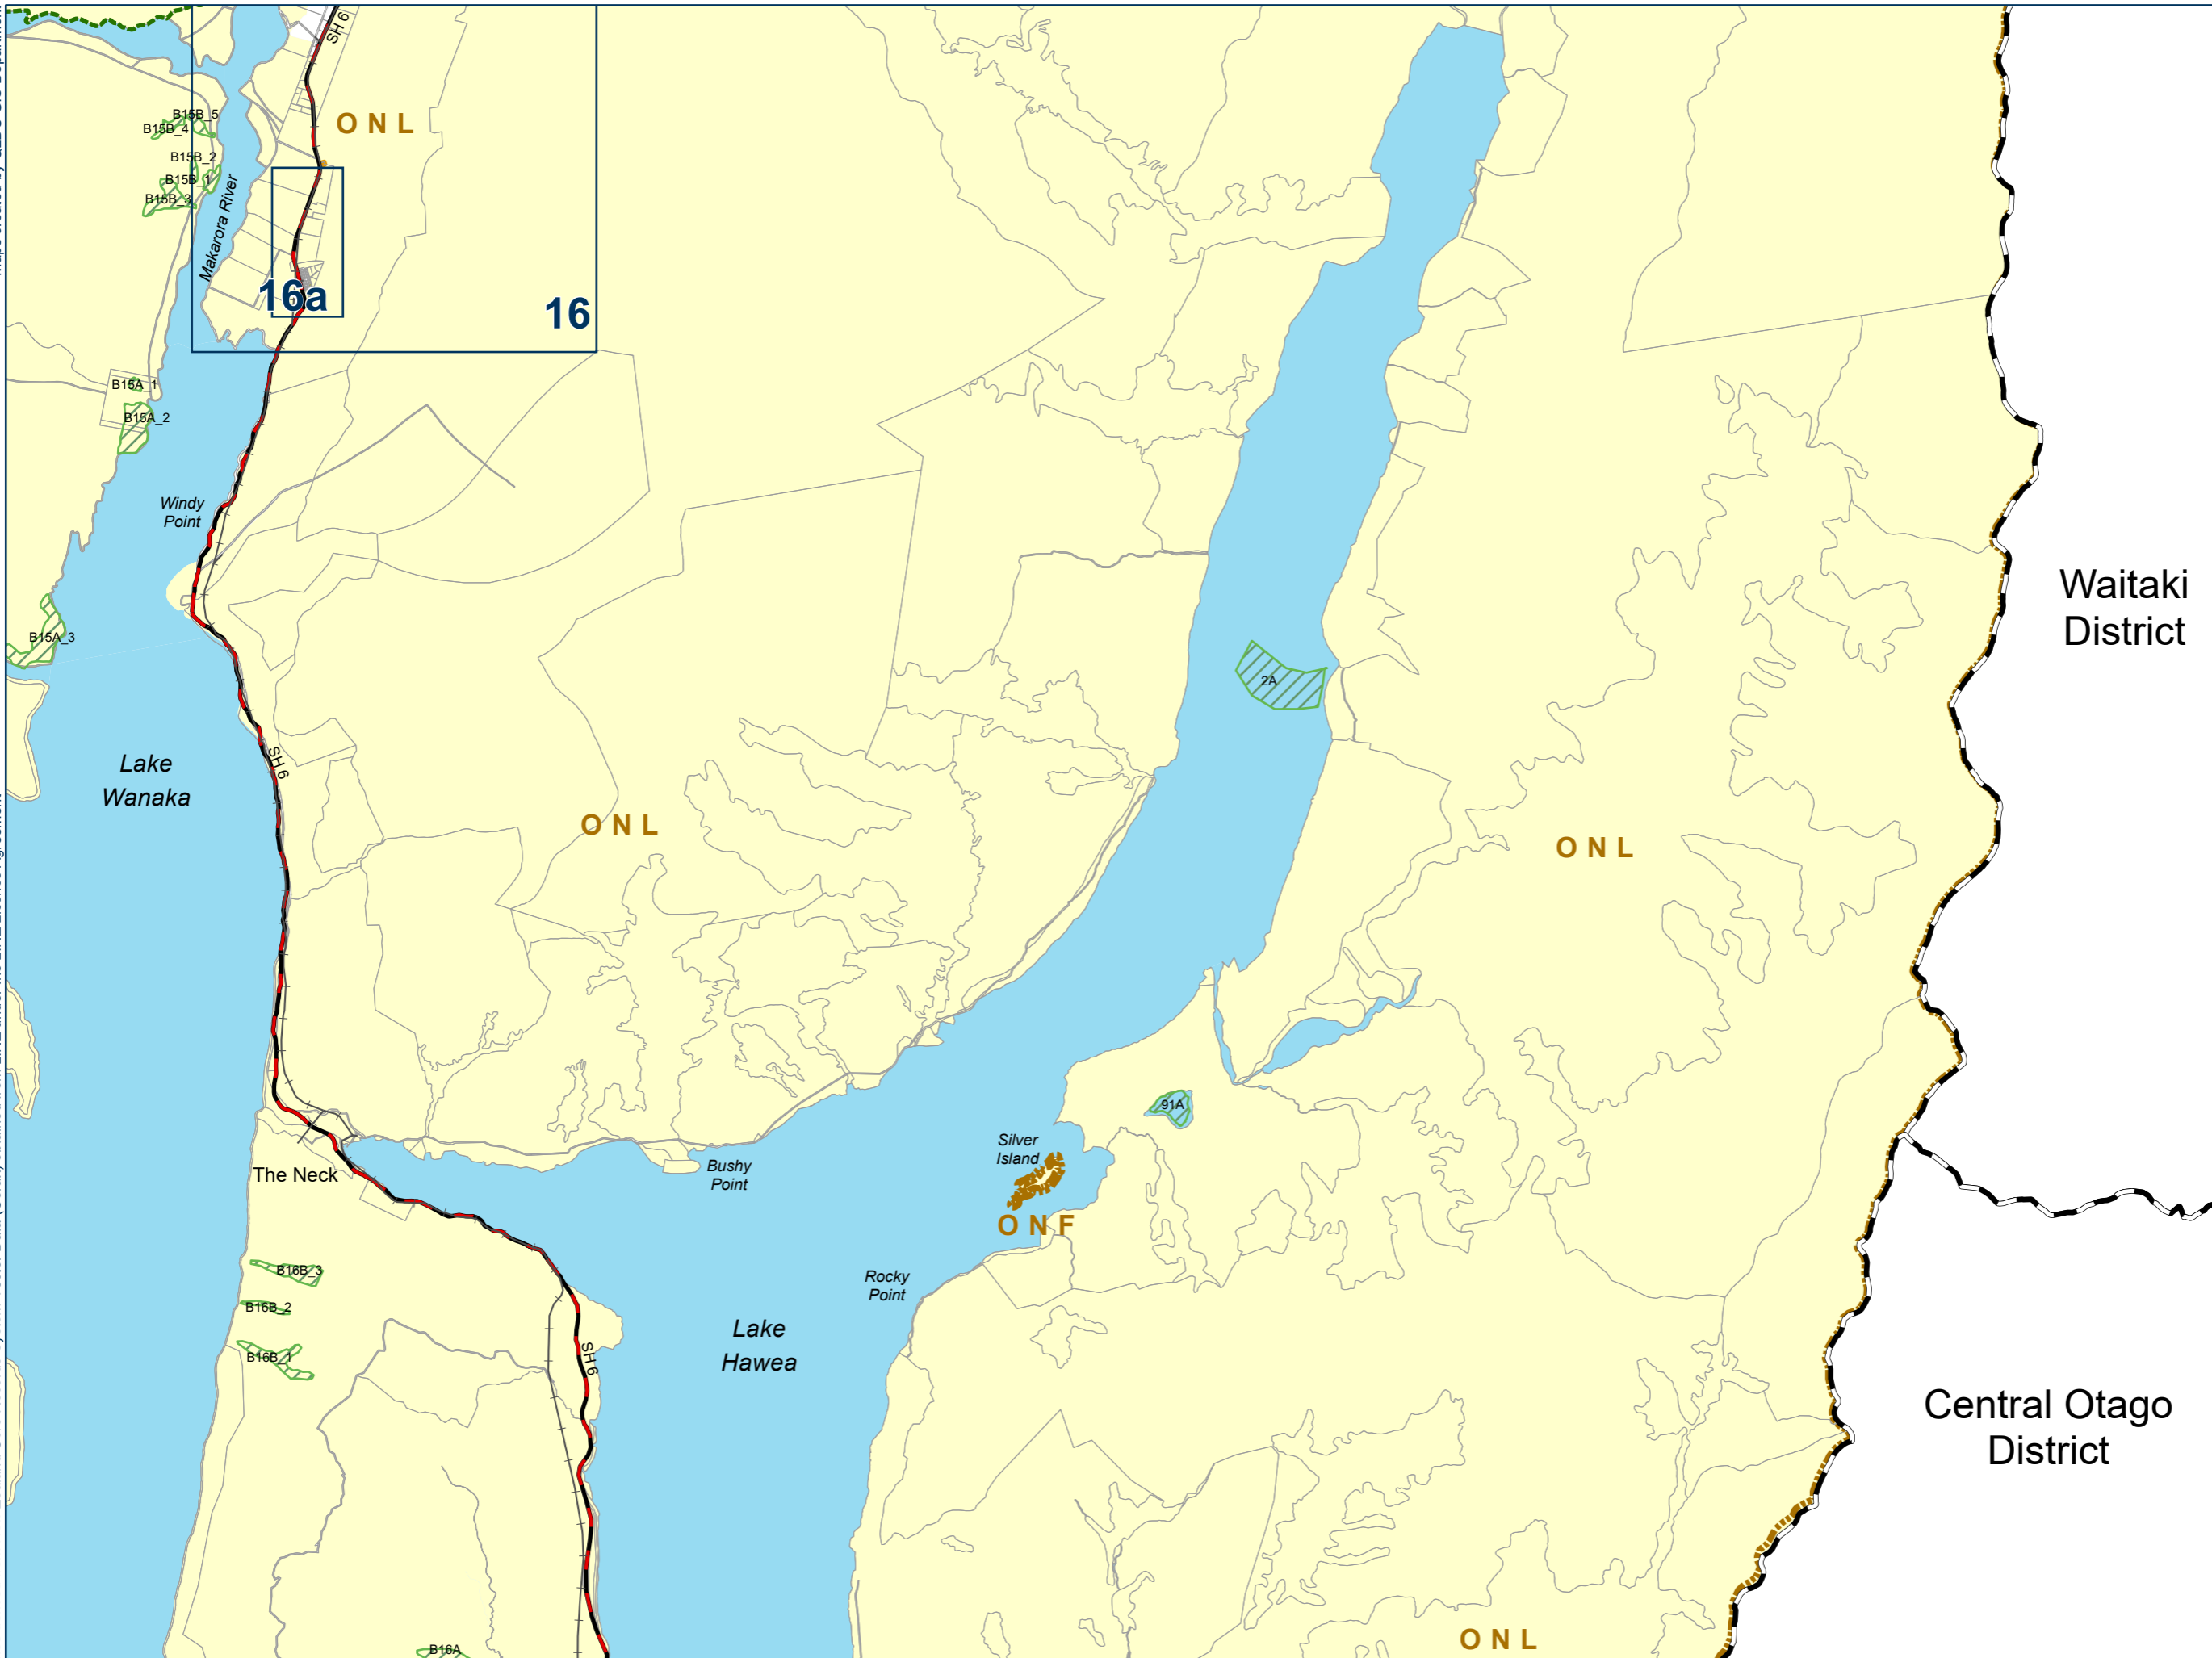 SH 6
ONL
B15B_5
B15B_4
B15B_2
B15B_1
B15B_3
Makarora River
16a
16
B15A_1
B15A_2
Windy
Point
B15A_3
Waitaki
District
2A
SH 6
Lake
Wanaka
ONL
ONL
91A
Silver
Island
The Neck
Bushy
Point
ONF
B16B_3
Rocky
Point
B16B_2
Lake
Hawea
B16B_1
SH 6
Central Otago
District
ONL
B16A